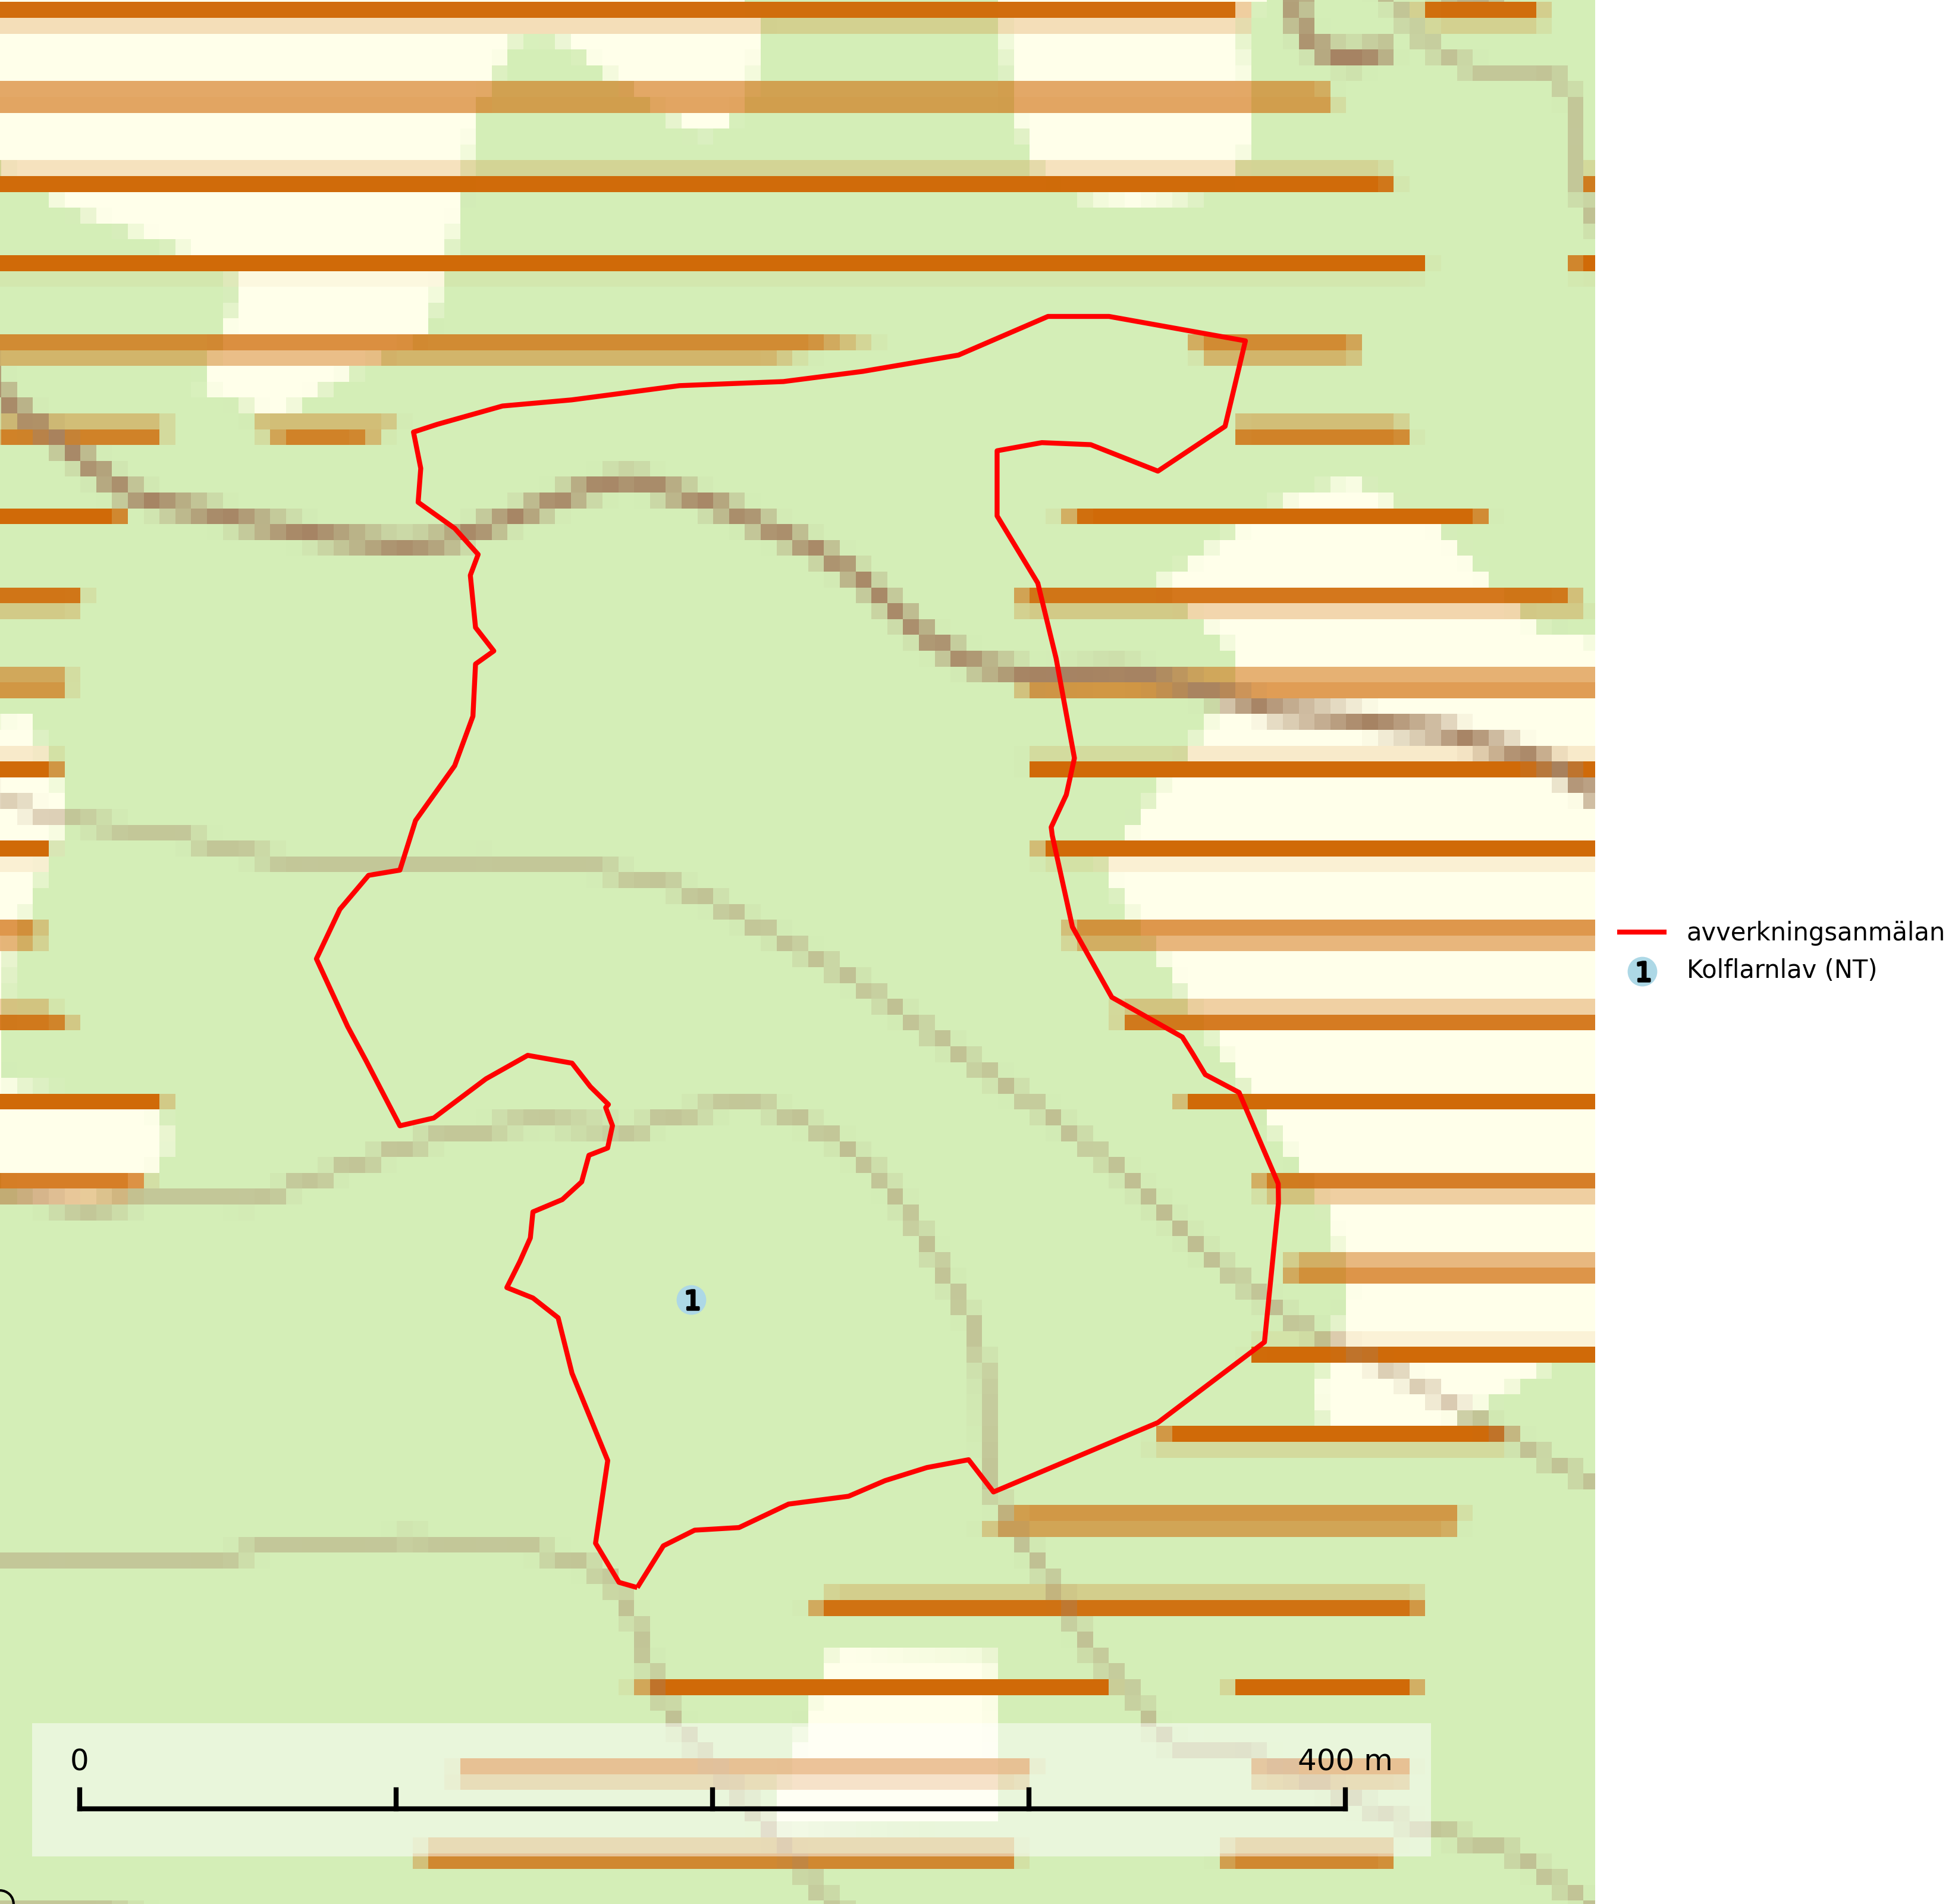 avverkningsanmälan
1 Kolflarnlav (NT)
1
0 400 m